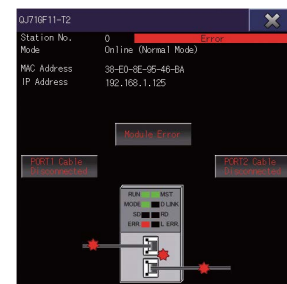 QJ71GF11-T2
Station No. 0 Error
Mode Online (Normal Mode)
MAC Address 38-E0-8E-95-46-BA
IP Address 192.168.1.125
Module Error
PORT1 Cable Disconnected
PORT2 Cable Disconnected
RUN MST
MODE D LINK
SD RD
ERR. L ERR.